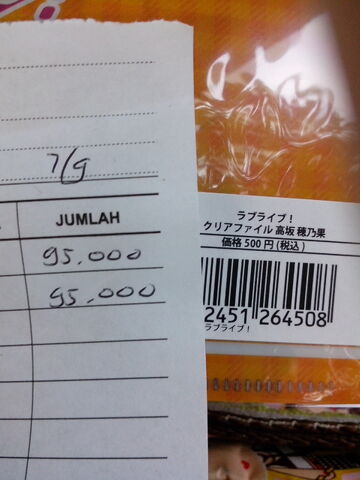 7/9
JUMLAH
95.000
95.000
ラブライブ！
クリアファイル 高坂 穂乃果
価格 500 円 (税込)
2451 264508
ラブライブ！